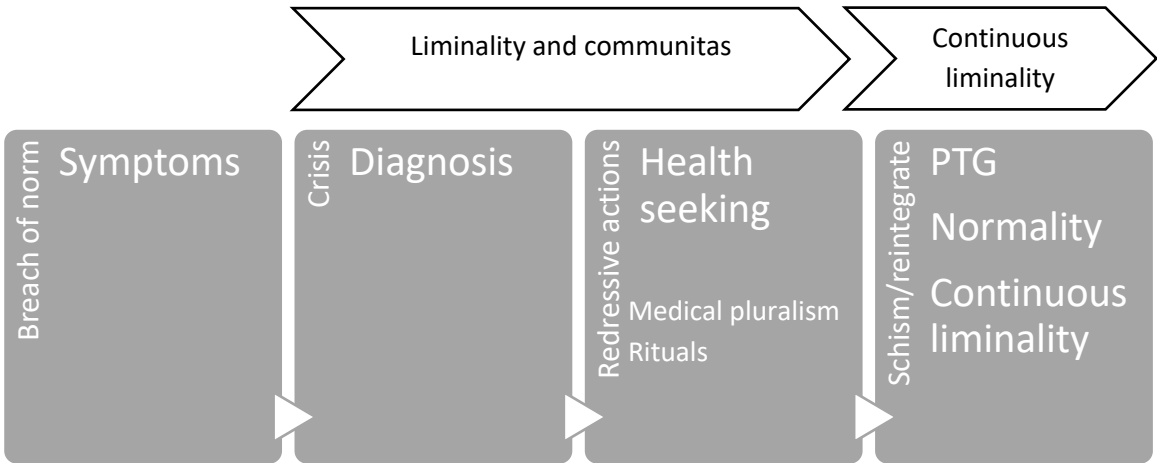 Liminality and communitas
Continuous
liminality
Breach of norm
Symptoms
Crisis
Diagnosis
Redressive actions
Health
seeking
Medical pluralism
Rituals
Schism/reintegrate
PTG
Normality
Continuous
liminality